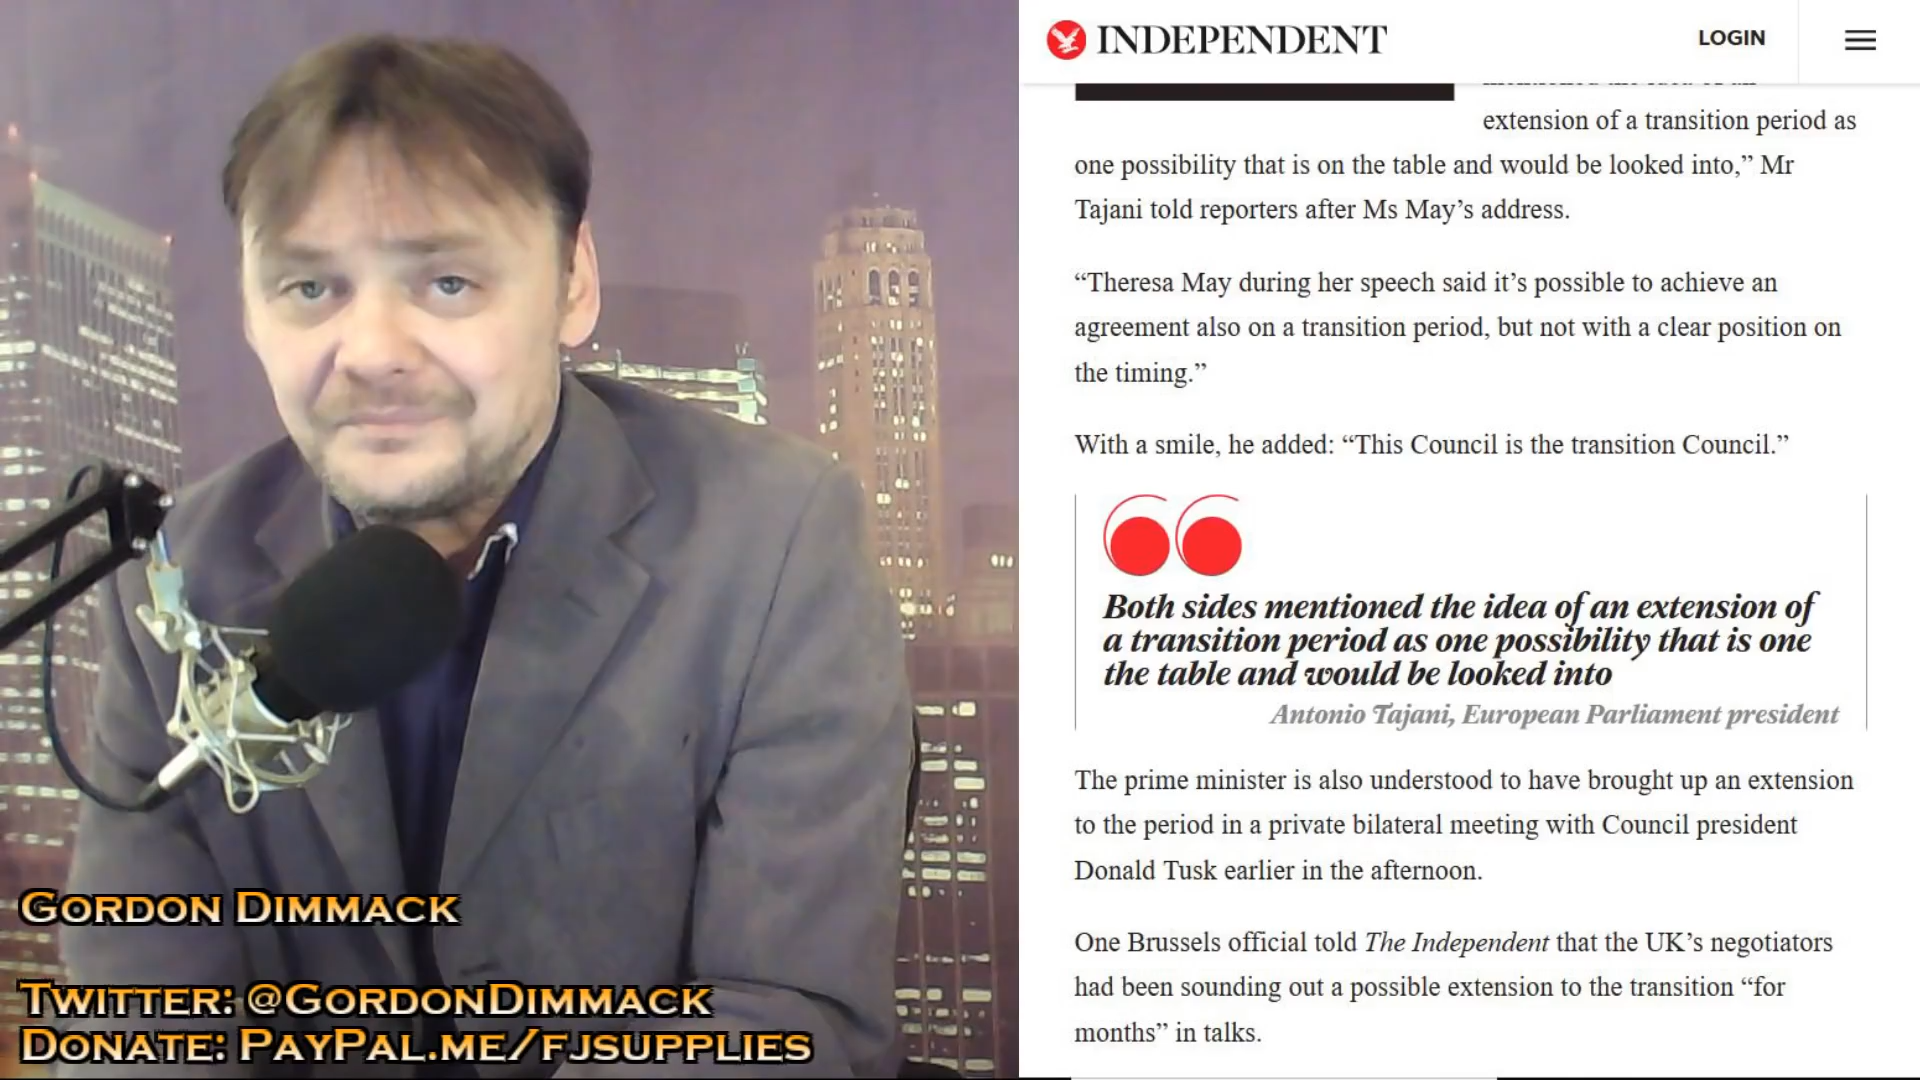 GORDON DIMMACK
TWITTER: @GORDONDIMMACK
DONATE: PAYPAL.ME/FJSUPPLIES
INDEPENDENT
LOGIN
extension of a transition period as
one possibility that is on the table and would be looked into,” Mr
Tajani told reporters after Ms May’s address.
“Theresa May during her speech said it’s possible to achieve an
agreement also on a transition period, but not with a clear position on
the timing.”
With a smile, he added: “This Council is the transition Council.”
Both sides mentioned the idea of an extension of
a transition period as one possibility that is one
the table and would be looked into
Antonio Tajani, European Parliament president
The prime minister is also understood to have brought up an extension
to the period in a private bilateral meeting with Council president
Donald Tusk earlier in the afternoon.
One Brussels official told The Independent that the UK’s negotiators
had been sounding out a possible extension to the transition “for
months” in talks.